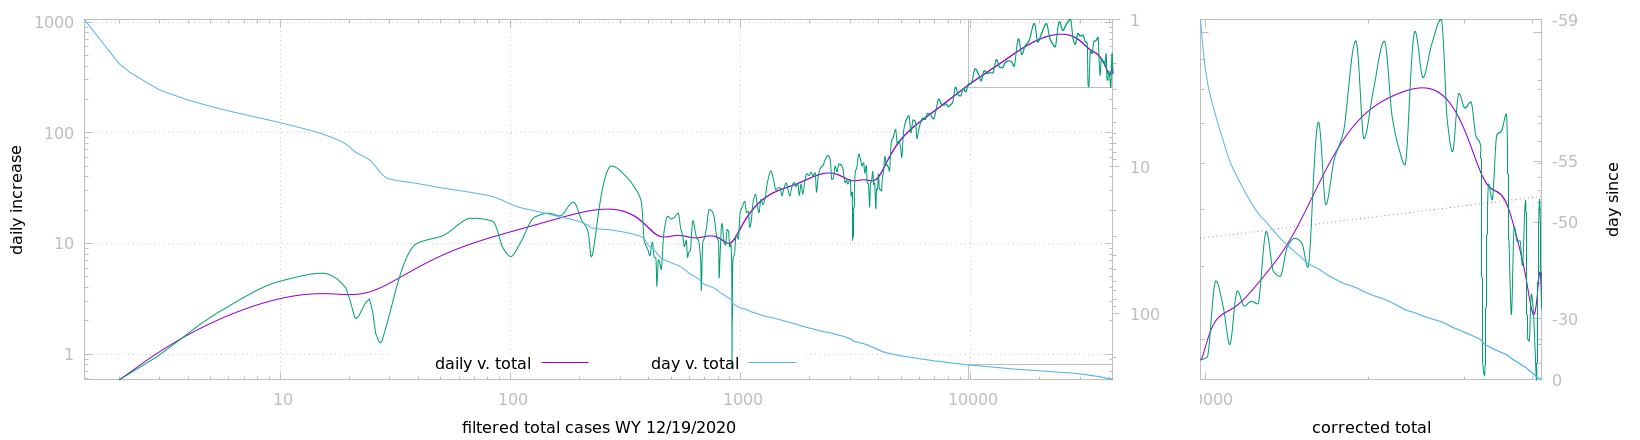 1000
100
10
1
daily increase
10
100
1000
10000
filtered total cases WY 12/19/2020
daily v. total
day v. total
1
10
100
0000
corrected total
-59
-55
-50
-30
0
day since